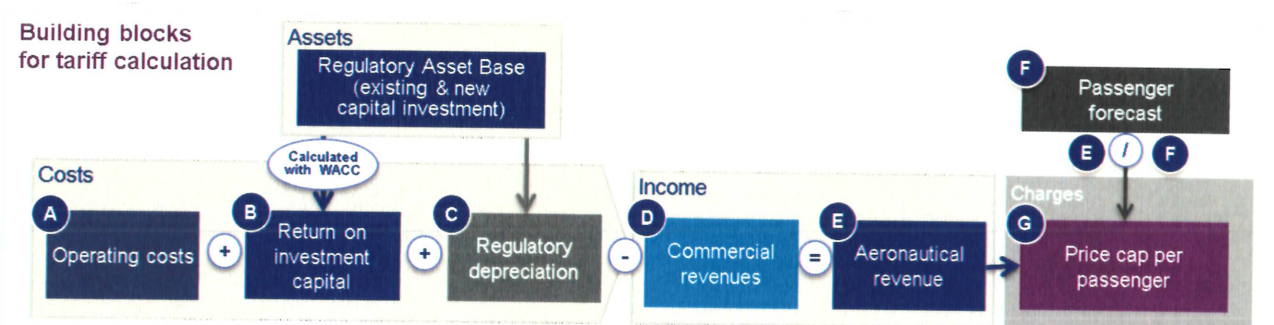 Building blocks
for tariff calculation
Assets
Regulatory Asset Base
(existing & new
capital investment)
Calculated
with WACC
Costs
A
Operating costs
+
B
Return on
investment
capital
+
C
Regulatory
depreciation
-
Income
D
Commercial
revenues
=
E
Aeronautical
revenue
F
Passenger
forecast
E / F
Charges
G
Price cap per
passenger